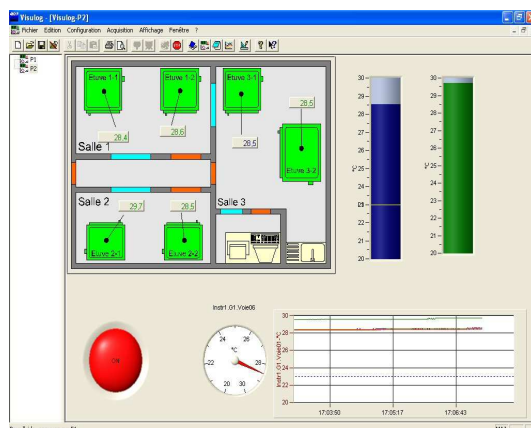 Visulog - [Visulog-P2]
Fichier Edition Configuration Acquisition Affichage Fenêtre ?
P1
P2
Etuve 1-1
Etuve 1-2
Etuve 3-1
28,4
28,6
28,5
28,5
Salle 1
Etuve 3-2
Salle 2
Salle 3
29,7
28,5
Etuve 2-1
Etuve 2-2
30
29
28
27
26
25
24
23
22
21
20
°C
30
29
28
27
26
25
24
23
22
21
20
°C
ON
Instr1.G1.Voie06
°C
20
22
24
26
28
30
Instr1.G1.Voie01-°C
30
28
26
24
22
20
17:03:50
17:05:17
17:06:43